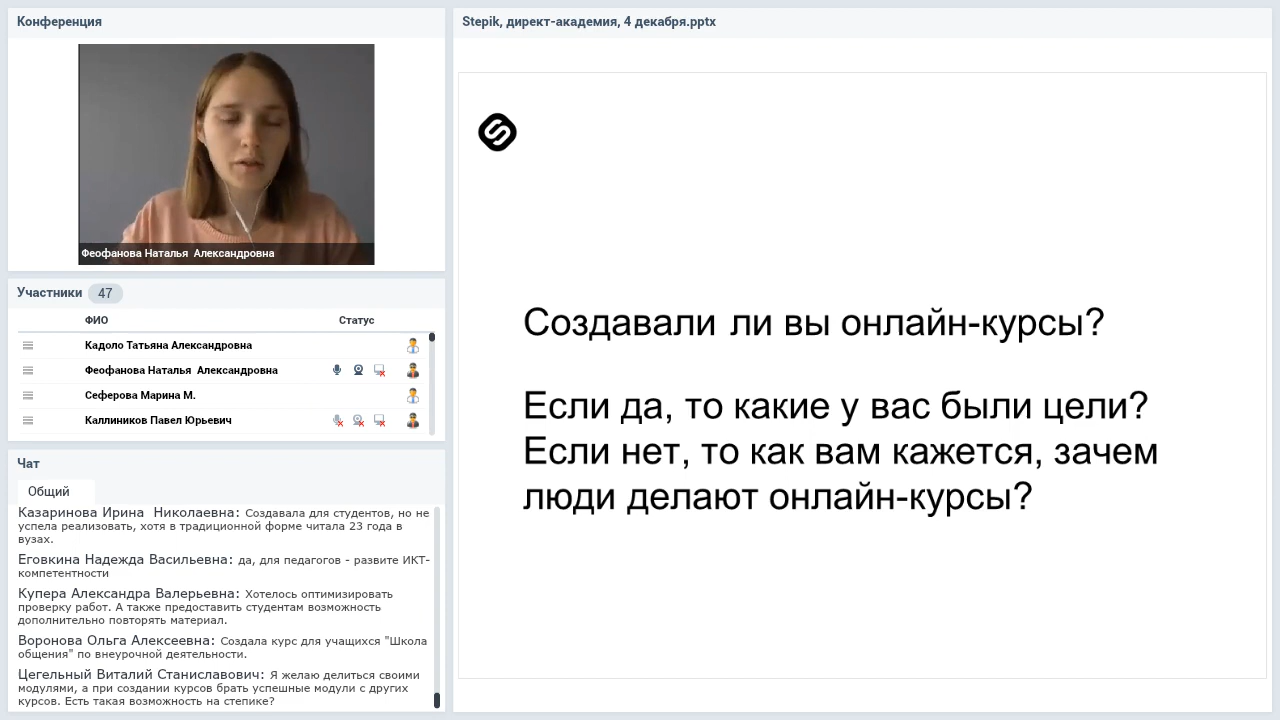 Конференция
Феофанова Наталья  Александровна
Участники 47
ФИО Статус
Кадоло Татьяна Александровна
Феофанова Наталья  Александровна
Сеферова Марина М.
Каллиников Павел Юрьевич
Чат
Общий
Казаринова Ирина  Николаевна: Создавала для студентов, но не
успела реализовать, хотя в традиционной форме читала 23 года в
вузах.
Еговкина Надежда Васильевна: да, для педагогов - развите ИКТ-
компетентности
Купера Александра Валерьевна: Хотелось оптимизировать
проверку работ. А также предоставить студентам возможность
дополнительно повторять материал.
Воронова Ольга Алексеевна: Создала курс для учащихся "Школа
общения" по внеурочной деятельности.
Цегельный Виталий Станиславович: Я желаю делиться своими
модулями, а при создании курсов брать успешные модули с других
курсов. Есть такая возможность на степике?
Stepik, директ-академия, 4 декабря.pptx
Создавали ли вы онлайн-курсы?
Если да, то какие у вас были цели?
Если нет, то как вам кажется, зачем
люди делают онлайн-курсы?